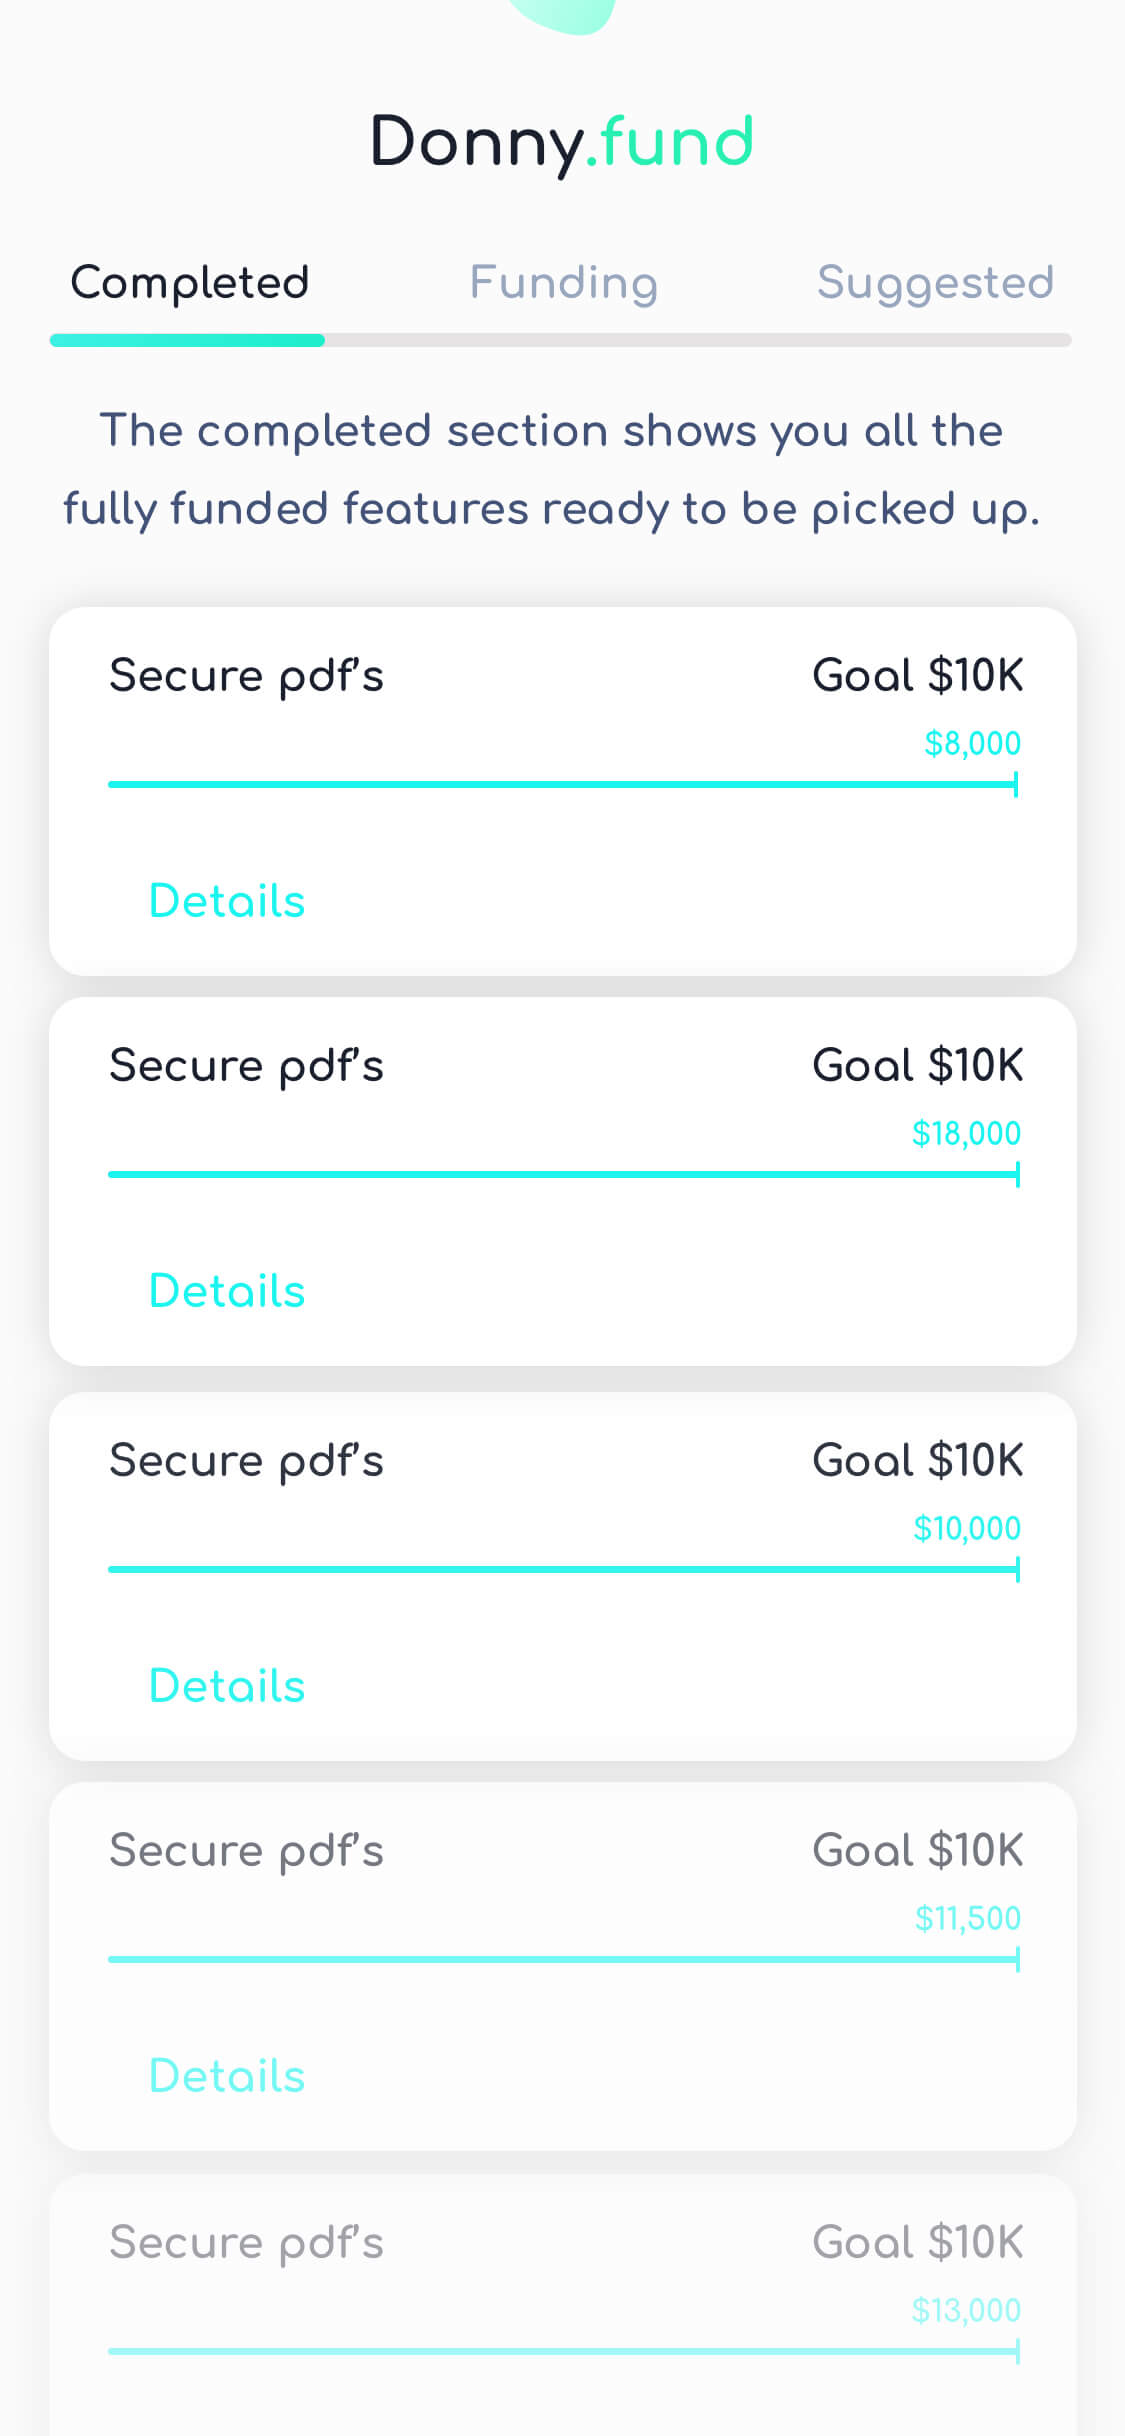 Donny.fund
Completed Funding Suggested
The completed section shows you all the
fully funded features ready to be picked up.
Secure pdf's Goal $10K
$8,000
Details
Secure pdf's Goal $10K
$18,000
Details
Secure pdf's Goal $10K
$10,000
Details
Secure pdf's Goal $10K
$11,500
Details
Secure pdf's Goal $10K
$13,000